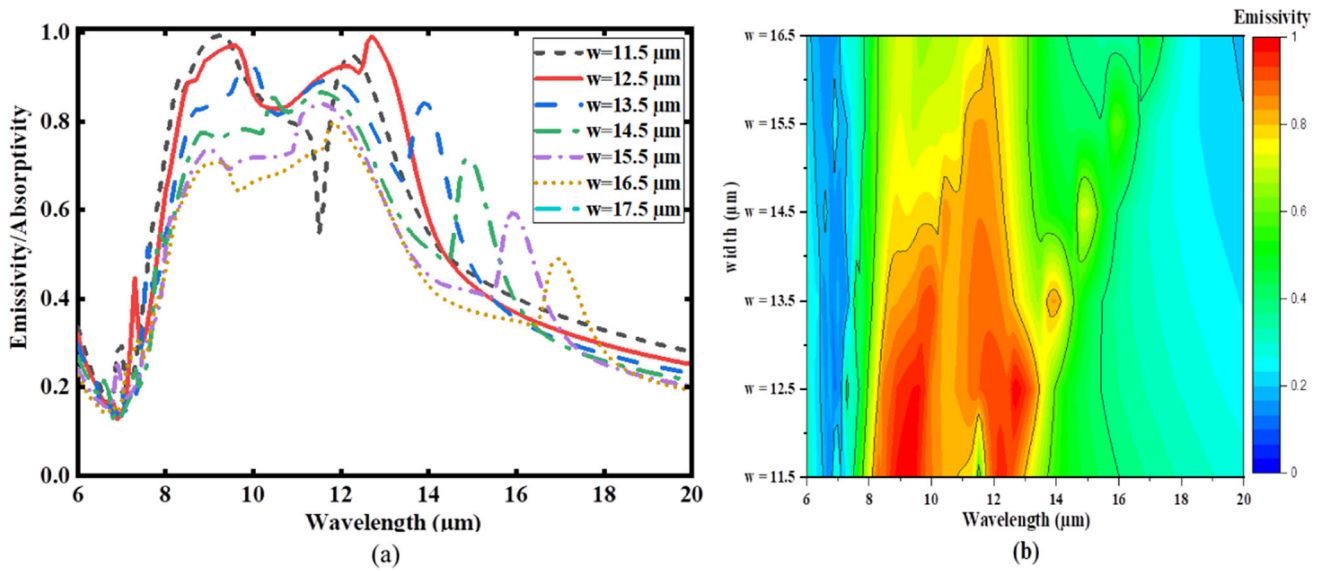 1.0
0.8
0.6
0.4
0.2
0.0
Emissivity/Absorptivity
6 8 10 12 14 16 18 20
Wavelength (μm)
w=11.5 μm
w=12.5 μm
w=13.5 μm
w=14.5 μm
w=15.5 μm
w=16.5 μm
w=17.5 μm
(a)
Emissivity
w = 16.5
w = 15.5
w = 14.5
w = 13.5
w = 12.5
w = 11.5
width (μm)
6 8 10 12 14 16 18 20
Wavelength (μm)
1
0.8
0.6
0.4
0.2
0
(b)